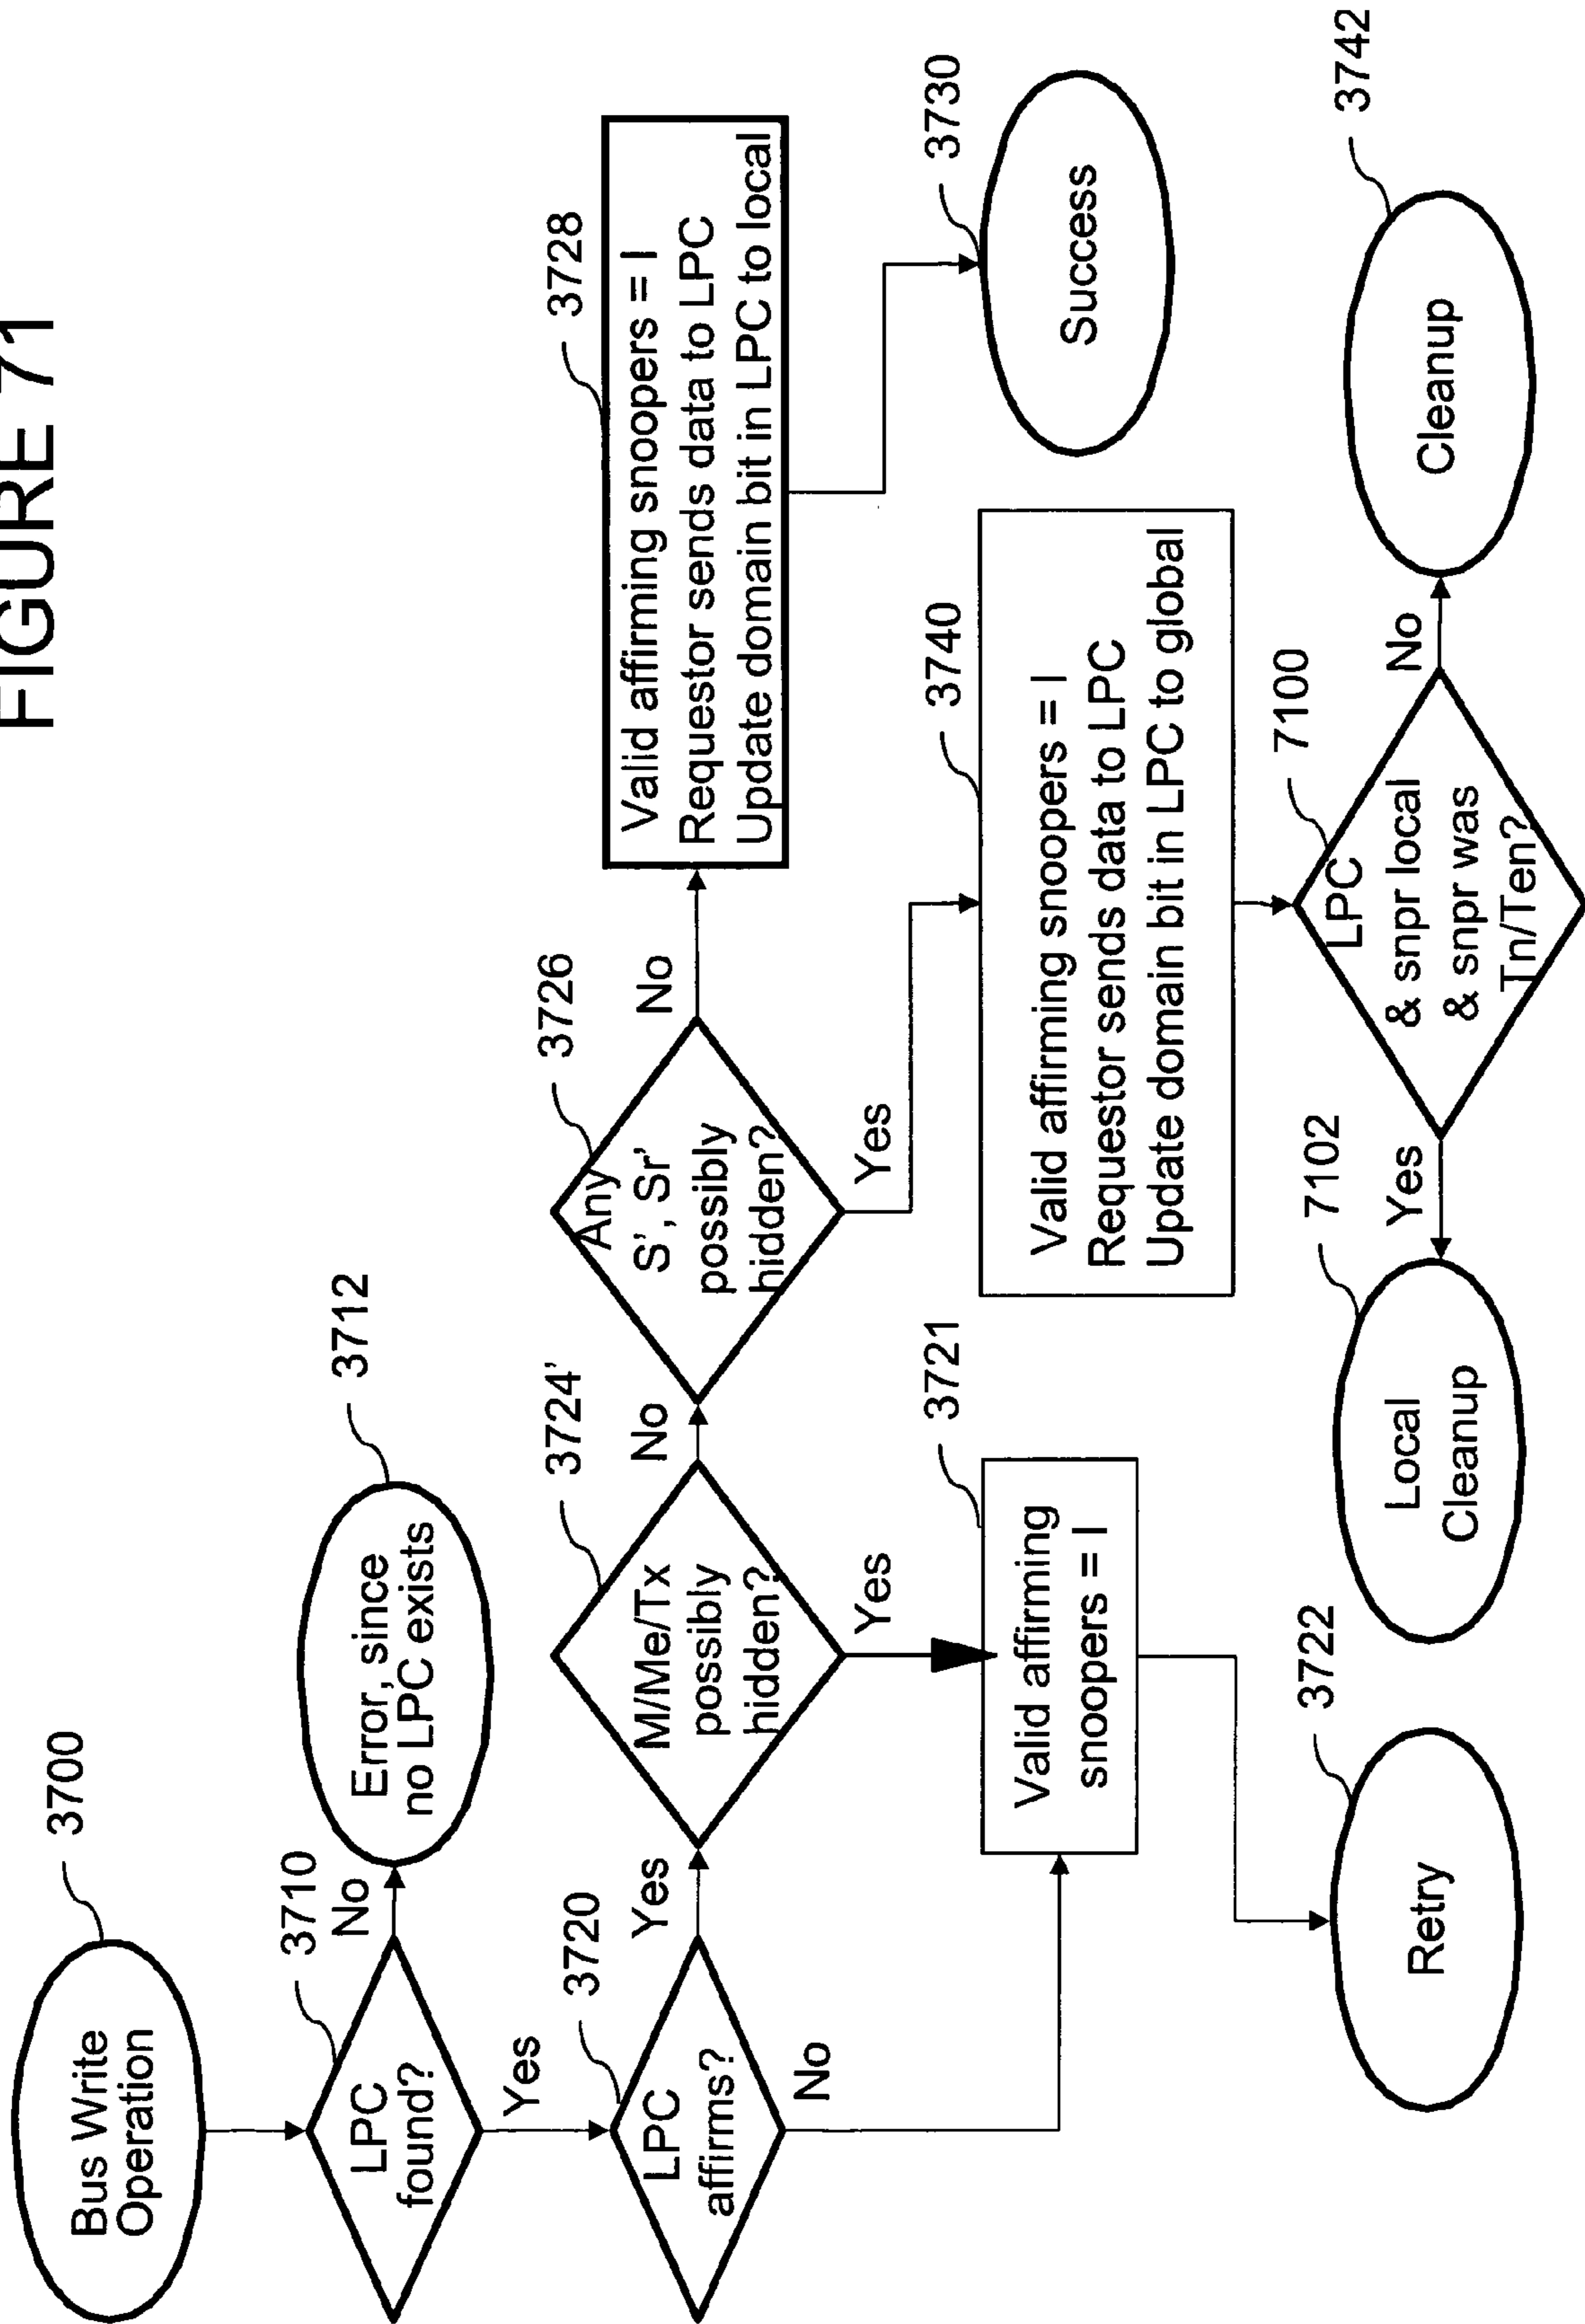 FIGURE 71
3700
Bus Write
Operation
3710
LPC
found?
No
3712
Error, since
no LPC exists
Yes
3720
LPC
affirms?
Yes
No
3724'
M/Me/Tx
possibly
hidden?
No
Yes
3726
Any
S', Sr'
possibly
hidden?
No
Yes
3728
Valid affirming snoopers = I
Requestor sends data to LPC
Update domain bit in LPC to local
3730
Success
3721
Valid affirming
snoopers = I
3722
Retry
3740
Valid affirming snoopers = I
Requestor sends data to LPC
Update domain bit in LPC to global
7100
LPC
& snpr local
& snpr was
Tn/Ten?
Yes
No
7102
Local
Cleanup
3742
Cleanup